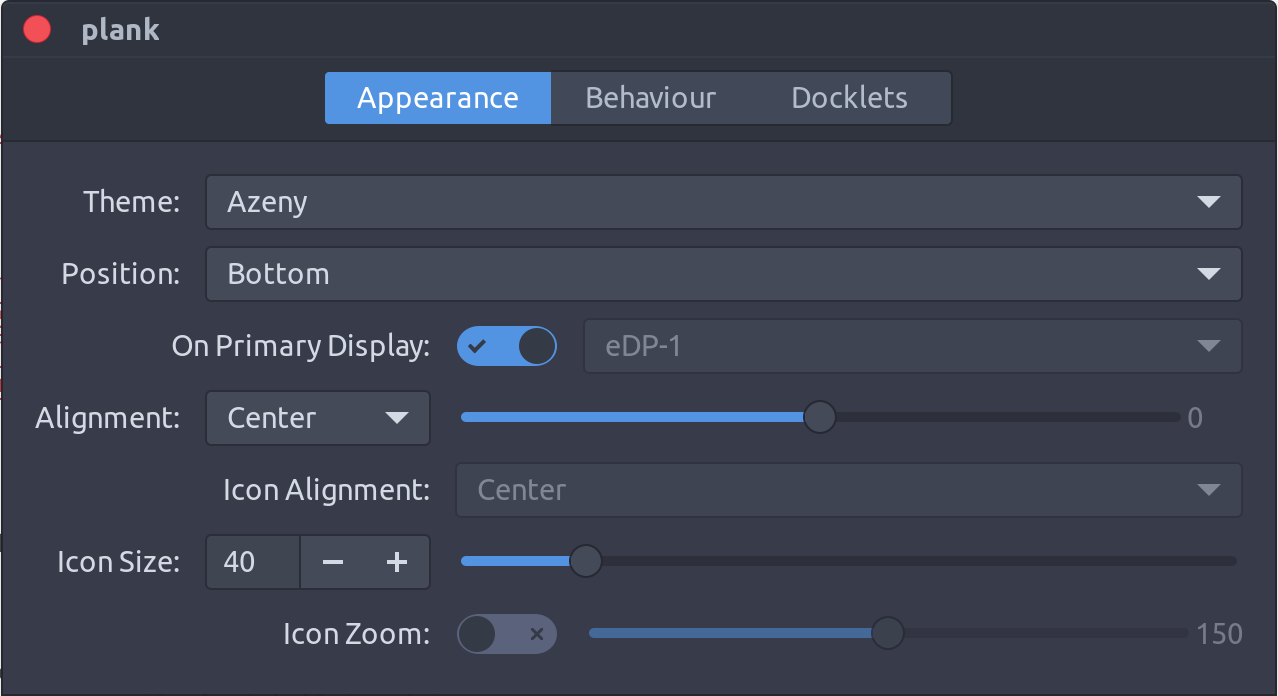 plank
Appearance Behaviour Docklets
Theme: Azeny
Position: Bottom
On Primary Display: eDP-1
Alignment: Center 0
Icon Alignment: Center
Icon Size: 40 − +
Icon Zoom: 150